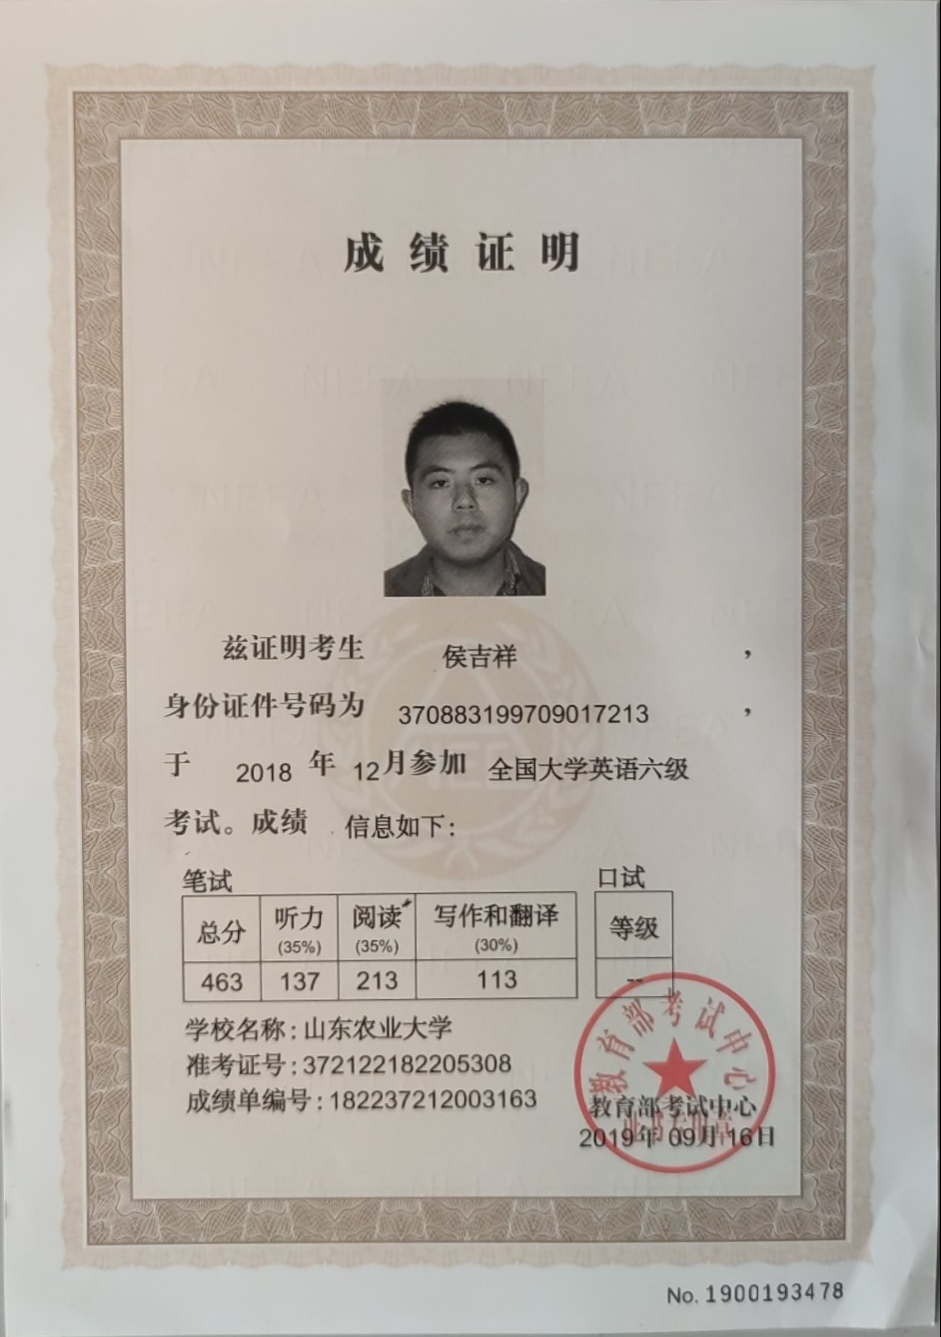 成绩证明
兹证明考生 侯吉祥 ，
身份证件号码为 370883199709017213 ，
于 2018 年 12月参加 全国大学英语六级
考试。成绩 信息如下：
笔试
总分 听力 (35%) 阅读 (35%) 写作和翻译 (30%)
463 137 213 113
口试
等级
--
学校名称：山东农业大学
准考证号：372122182205308
成绩单编号：182237212003163
教育部考试中心
教育部考试中心
2019年 09月 16日
No. 1900193478